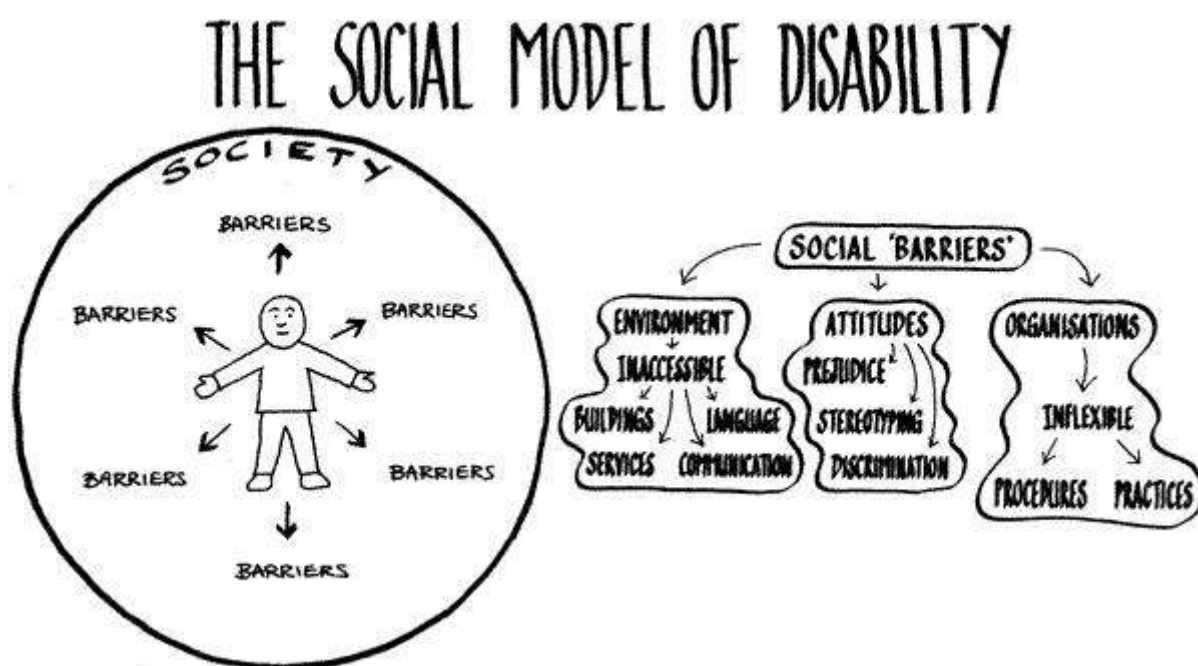 THE SOCIAL MODEL OF DISABILITY
SOCIETY
BARRIERS
BARRIERS
BARRIERS
BARRIERS
BARRIERS
BARRIERS
SOCIAL 'BARRIERS'
ENVIRONMENT
INACCESSIBLE
BUILDINGS
LANGUAGE
SERVICES
COMMUNICATION
ATTITUDES
PREJUDICE
STEREOTYPING
DISCRIMINATION
ORGANISATIONS
INFLEXIBLE
PROCEDURES
PRACTICES